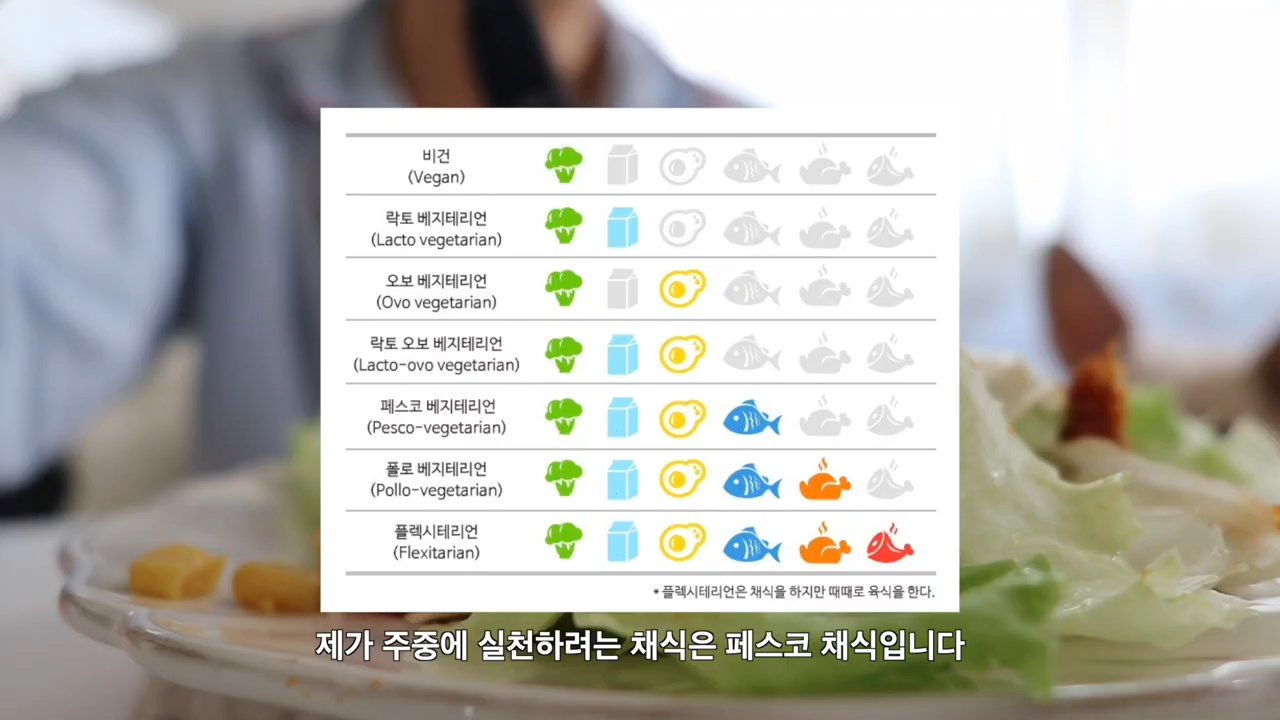 비건
(Vegan)
락토 베지테리언
(Lacto vegetarian)
오보 베지테리언
(Ovo vegetarian)
락토 오보 베지테리언
(Lacto-ovo vegetarian)
페스코 베지테리언
(Pesco-vegetarian)
폴로 베지테리언
(Pollo-vegetarian)
플렉시테리언
(Flexitarian)
* 플렉시테리언은 채식을 하지만 때때로 육식을 한다.
제가 주중에 실천하려는 채식은 페스코 채식입니다